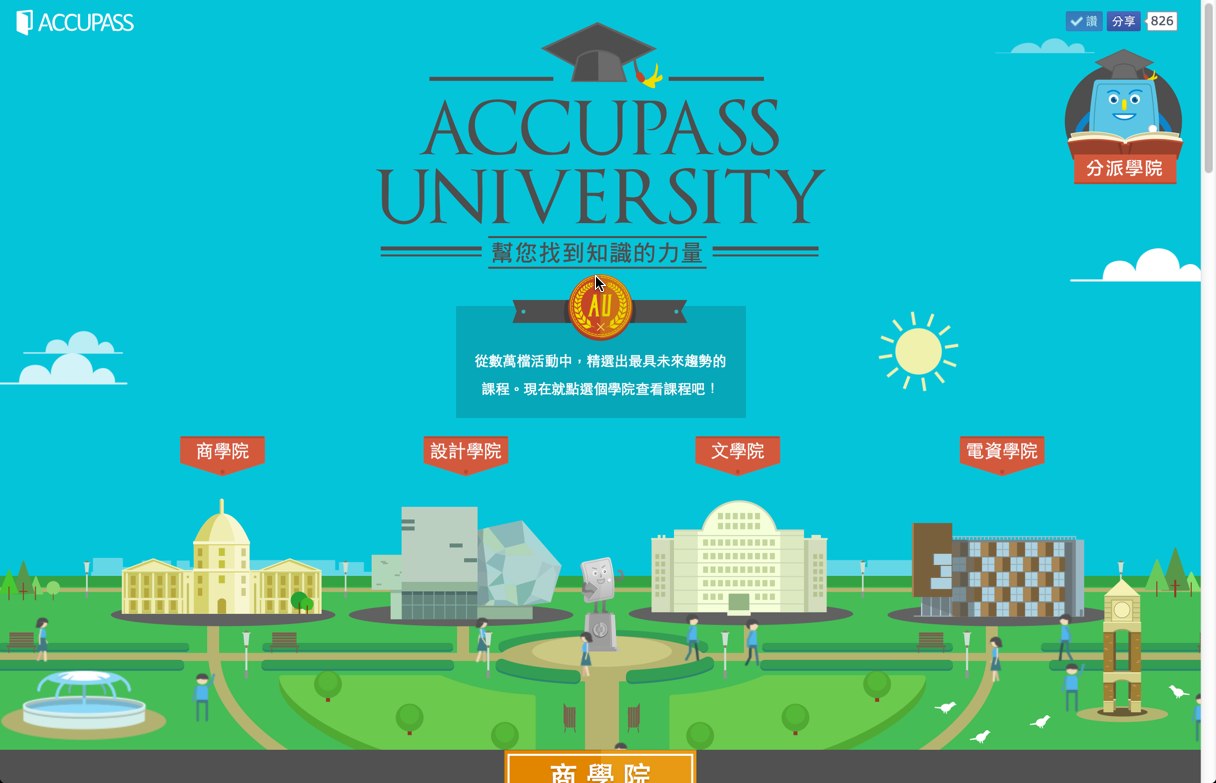 ACCUPASS
讚 分享 826
ACCUPASS
UNIVERSITY
幫您找到知識的力量
分派學院
AU
從數萬檔活動中，精選出最具未來趨勢的
課程。現在就點選個學院查看課程吧！
商學院 設計學院 文學院 電資學院
商學院